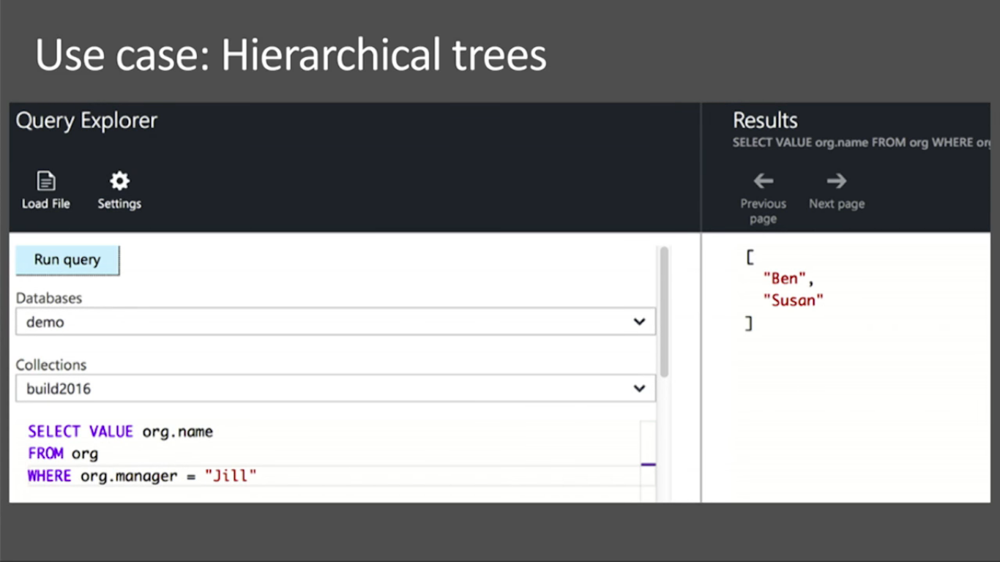 Use case: Hierarchical trees
Query Explorer
Load File
Settings
Run query
Databases
demo
Collections
build2016
SELECT VALUE org.name
FROM org
WHERE org.manager = "Jill"
Results
SELECT VALUE org.name FROM org WHERE org
Previous
page
Next page
[
"Ben",
"Susan"
]